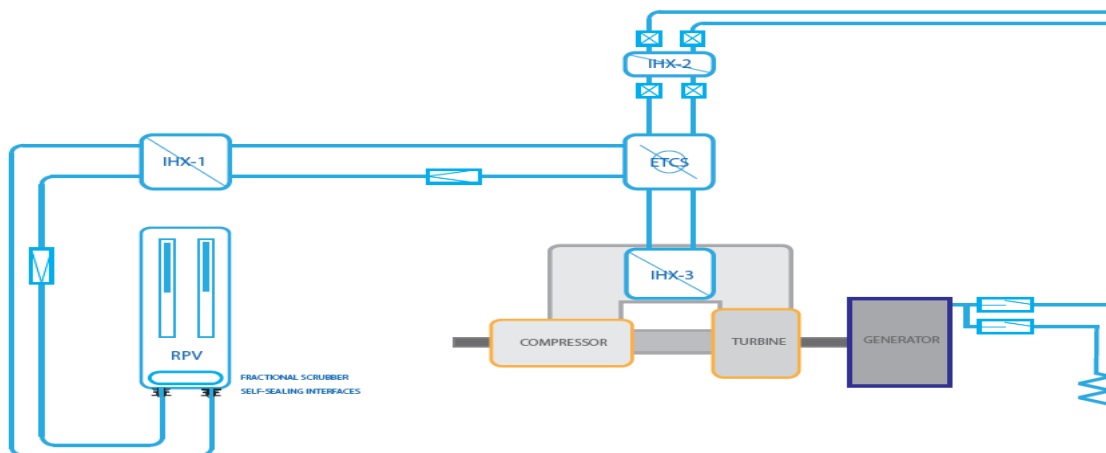 IHX-2
IHX-1
ETCS
IHX-3
RPV
COMPRESSOR
TURBINE
GENERATOR
FRACTIONAL SCRUBBER
SELF-SEALING INTERFACES